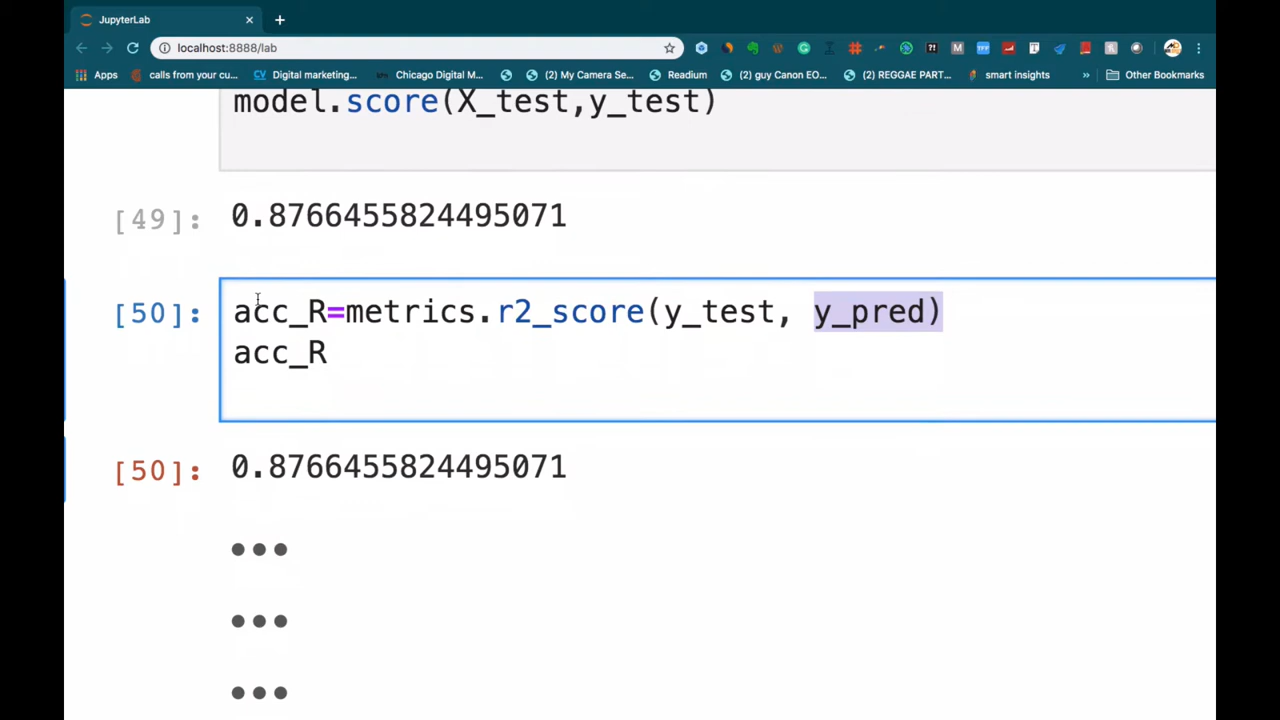 JupyterLab
localhost:8888/lab
Apps calls from your cu... Digital marketing... Chicago Digital M... (2) My Camera Se... Readium (2) guy Canon EO... (2) REGGAE PART... smart insights » Other Bookmarks
model.score(X_test,y_test)
[49]: 0.8766455824495071
[50]: acc_R=metrics.r2_score(y_test, y_pred)
acc_R
[50]: 0.8766455824495071